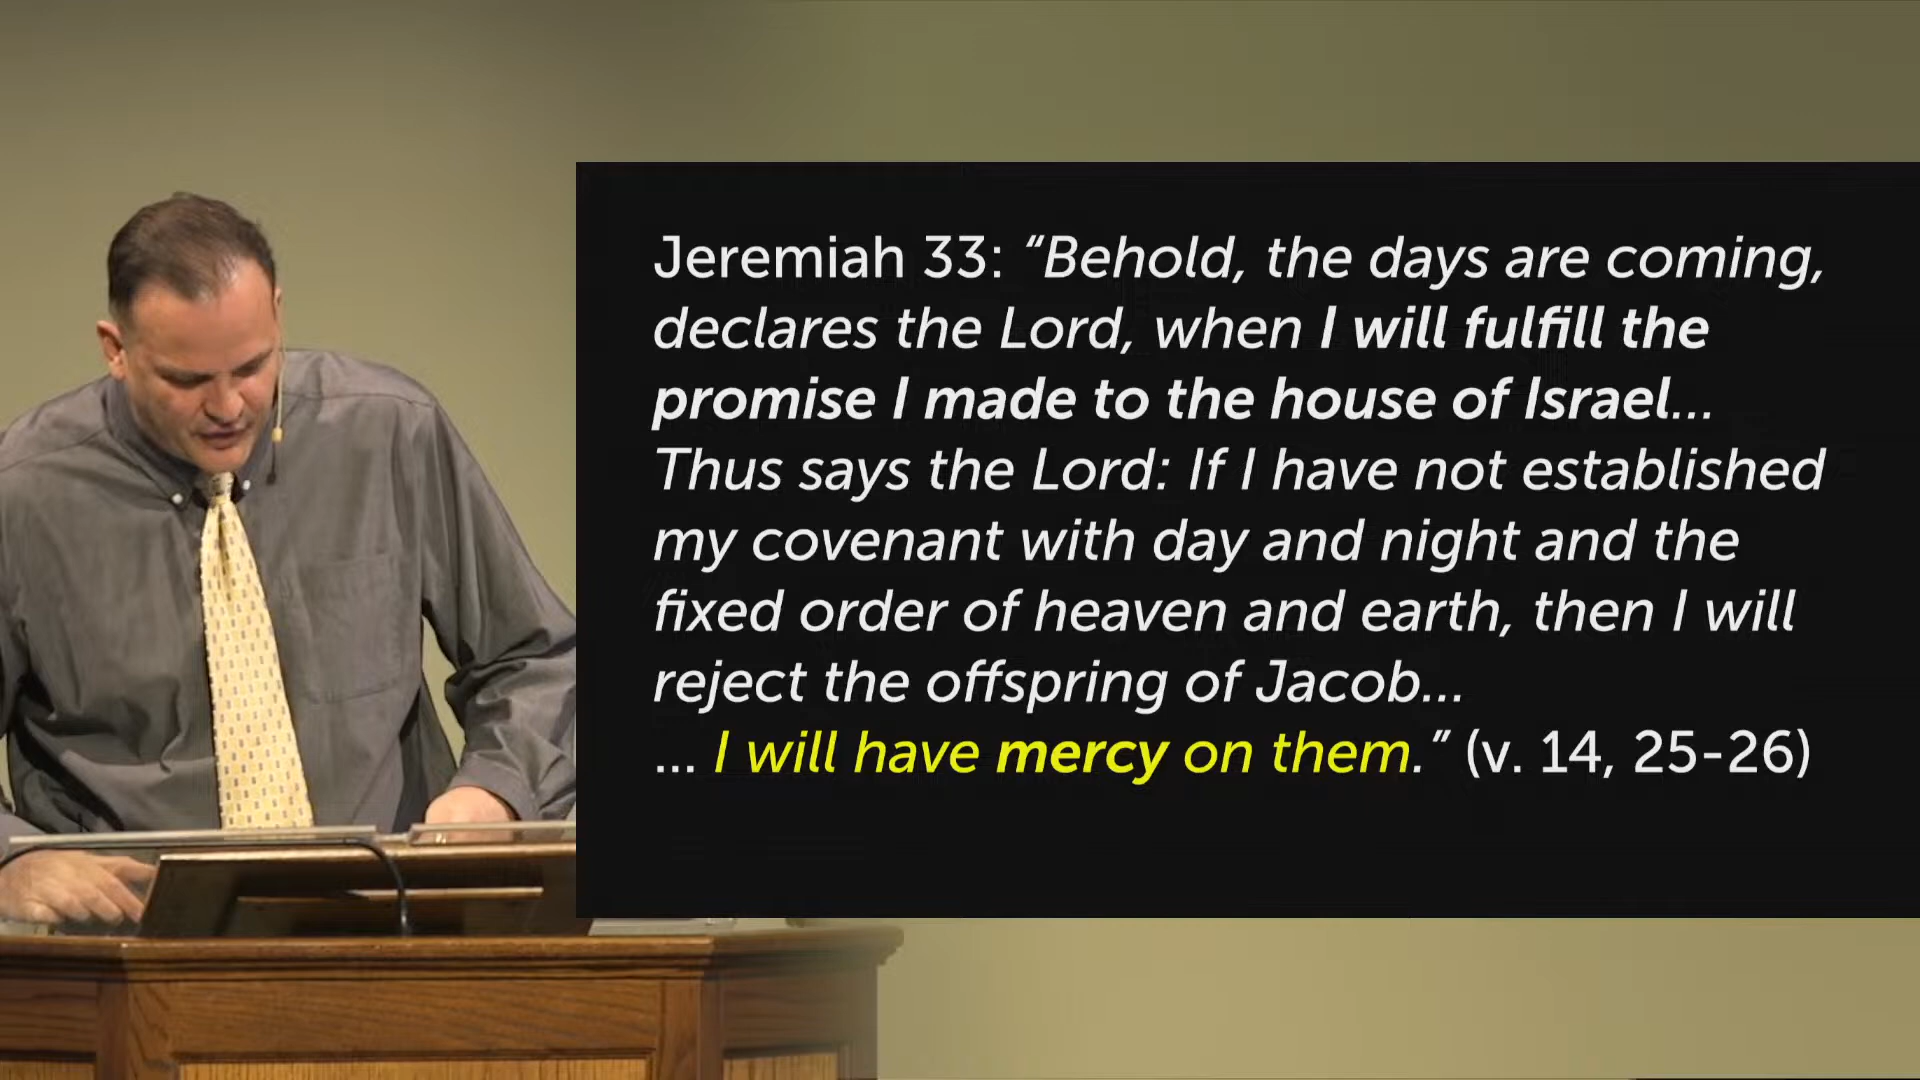 Jeremiah 33: “Behold, the days are coming,
declares the Lord, when I will fulfill the
promise I made to the house of Israel...
Thus says the Lord: If I have not established
my covenant with day and night and the
fixed order of heaven and earth, then I will
reject the offspring of Jacob...
... I will have mercy on them.” (v. 14, 25-26)